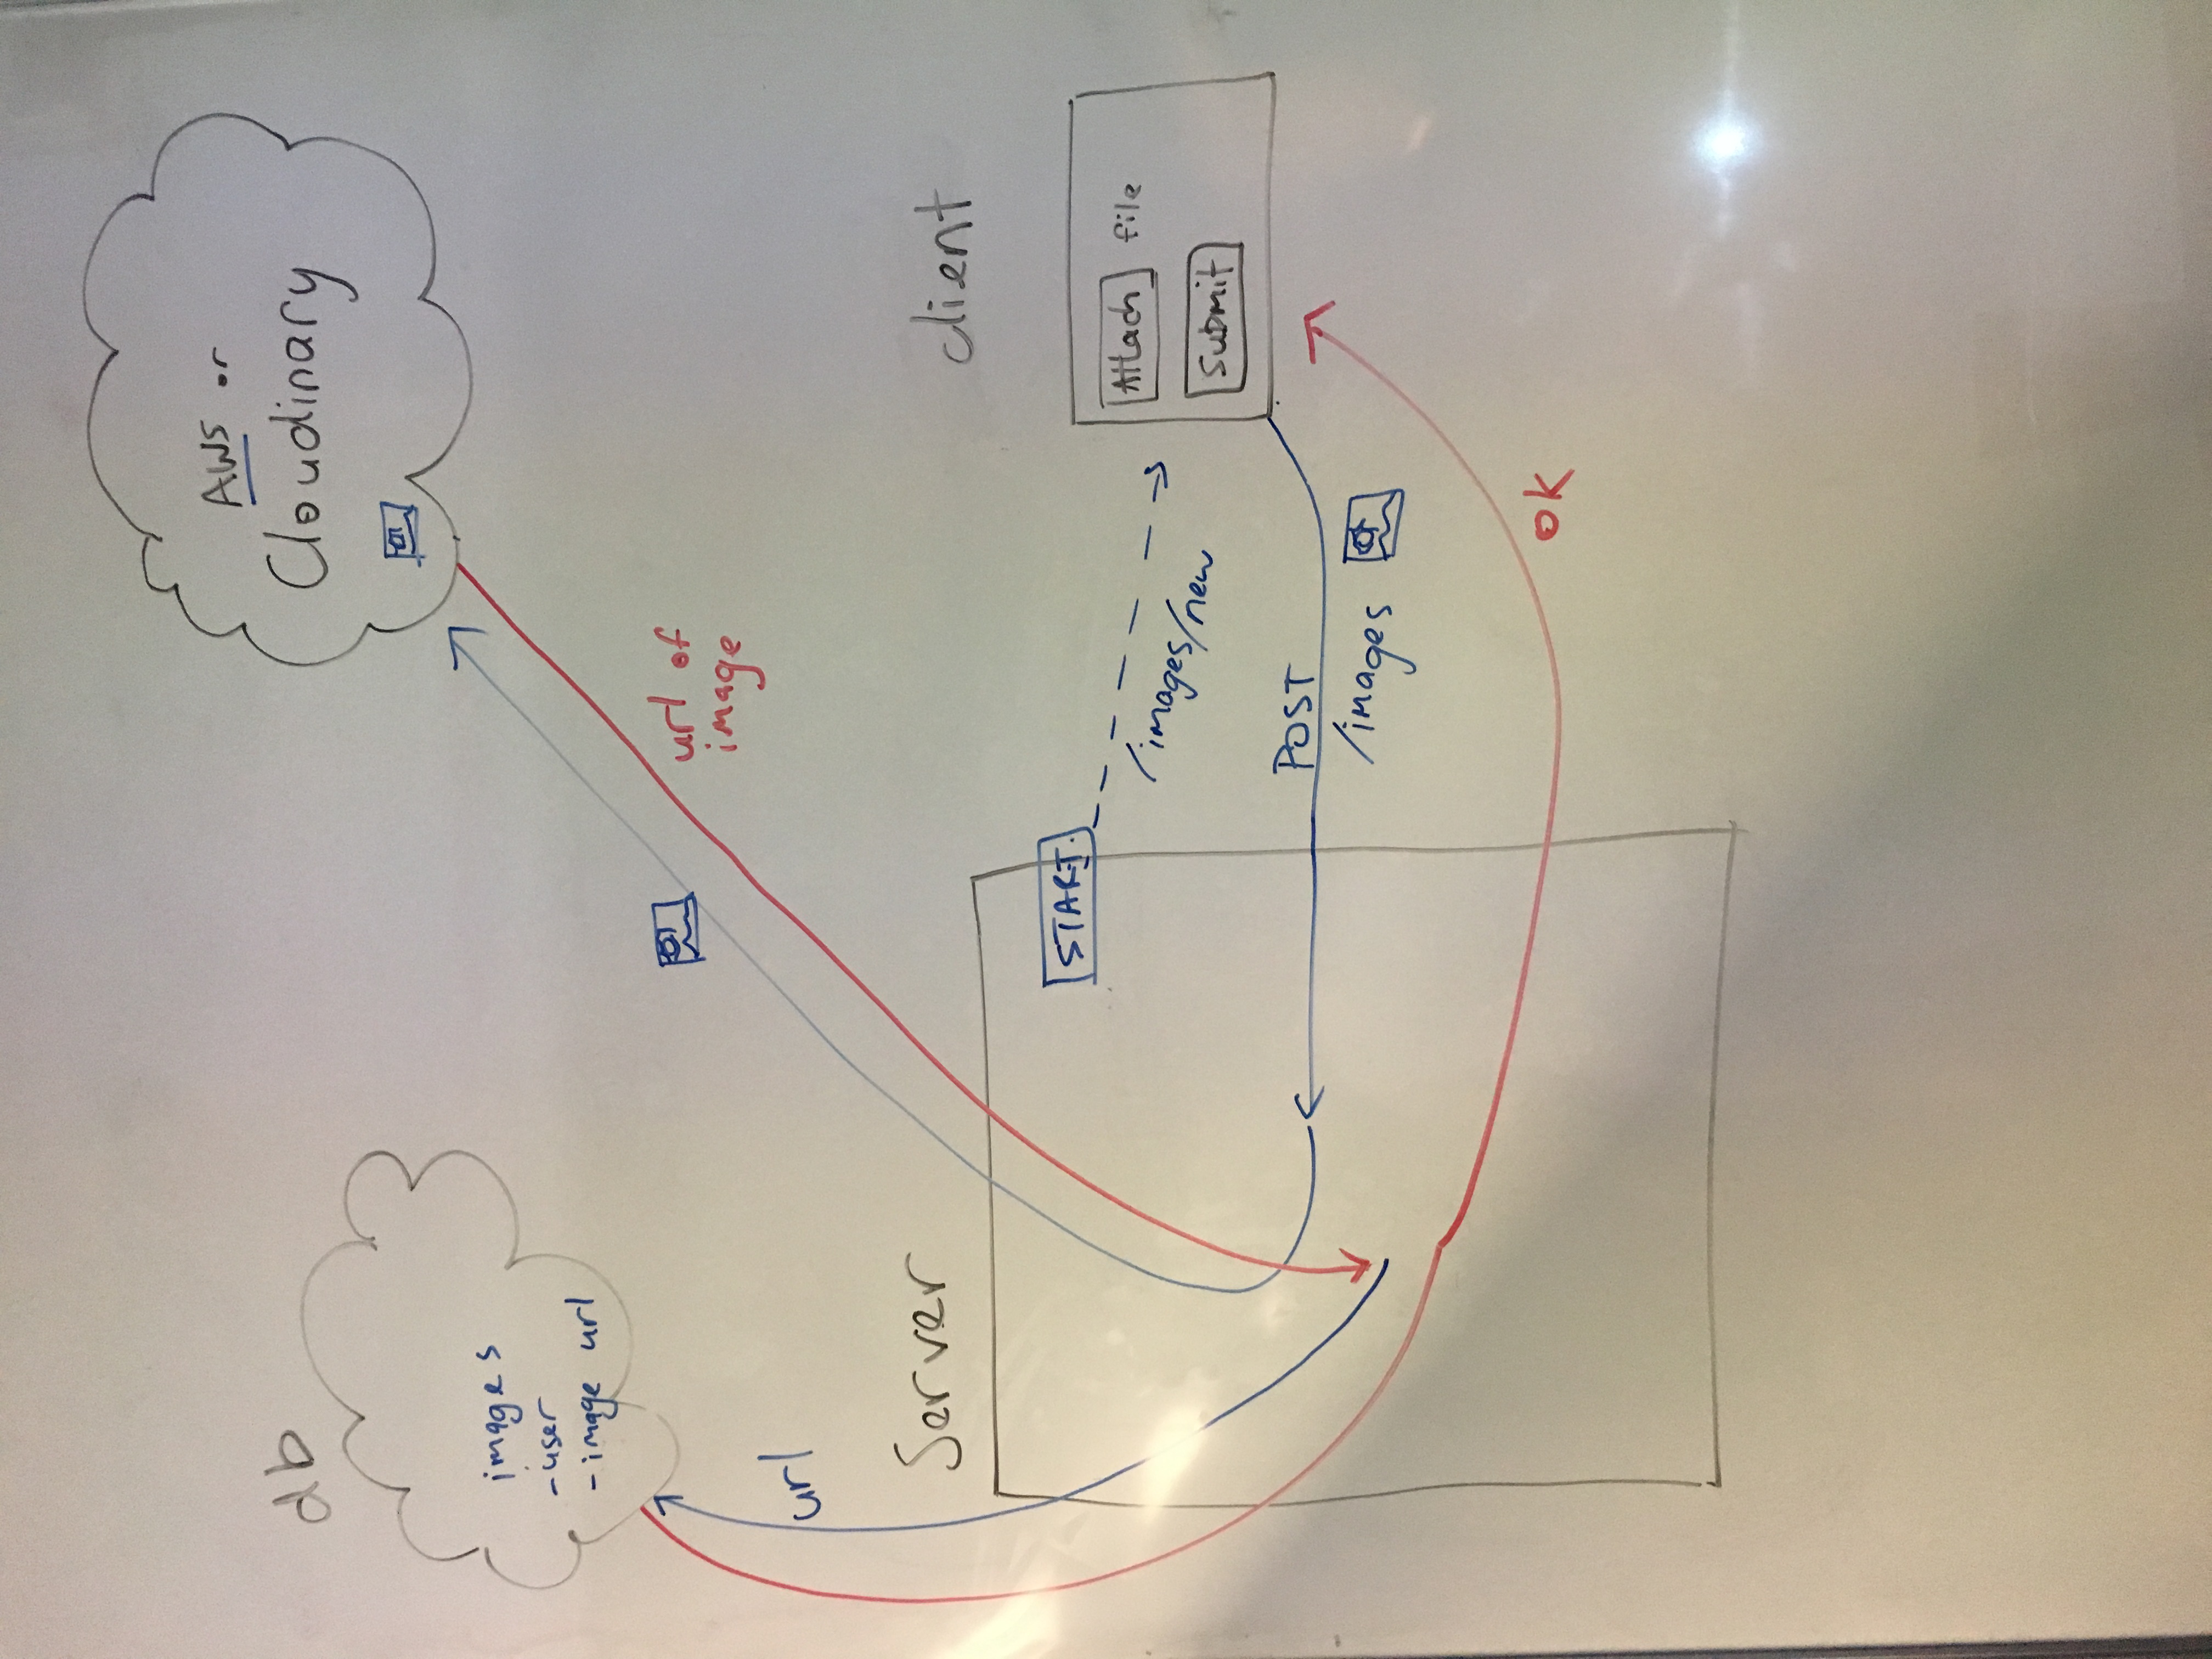 AWS or
Cloudinary
db
images
- user
- image url
url of
image
url
Server
client
START
/images/new
Attach file
Submit
POST
/images
ok